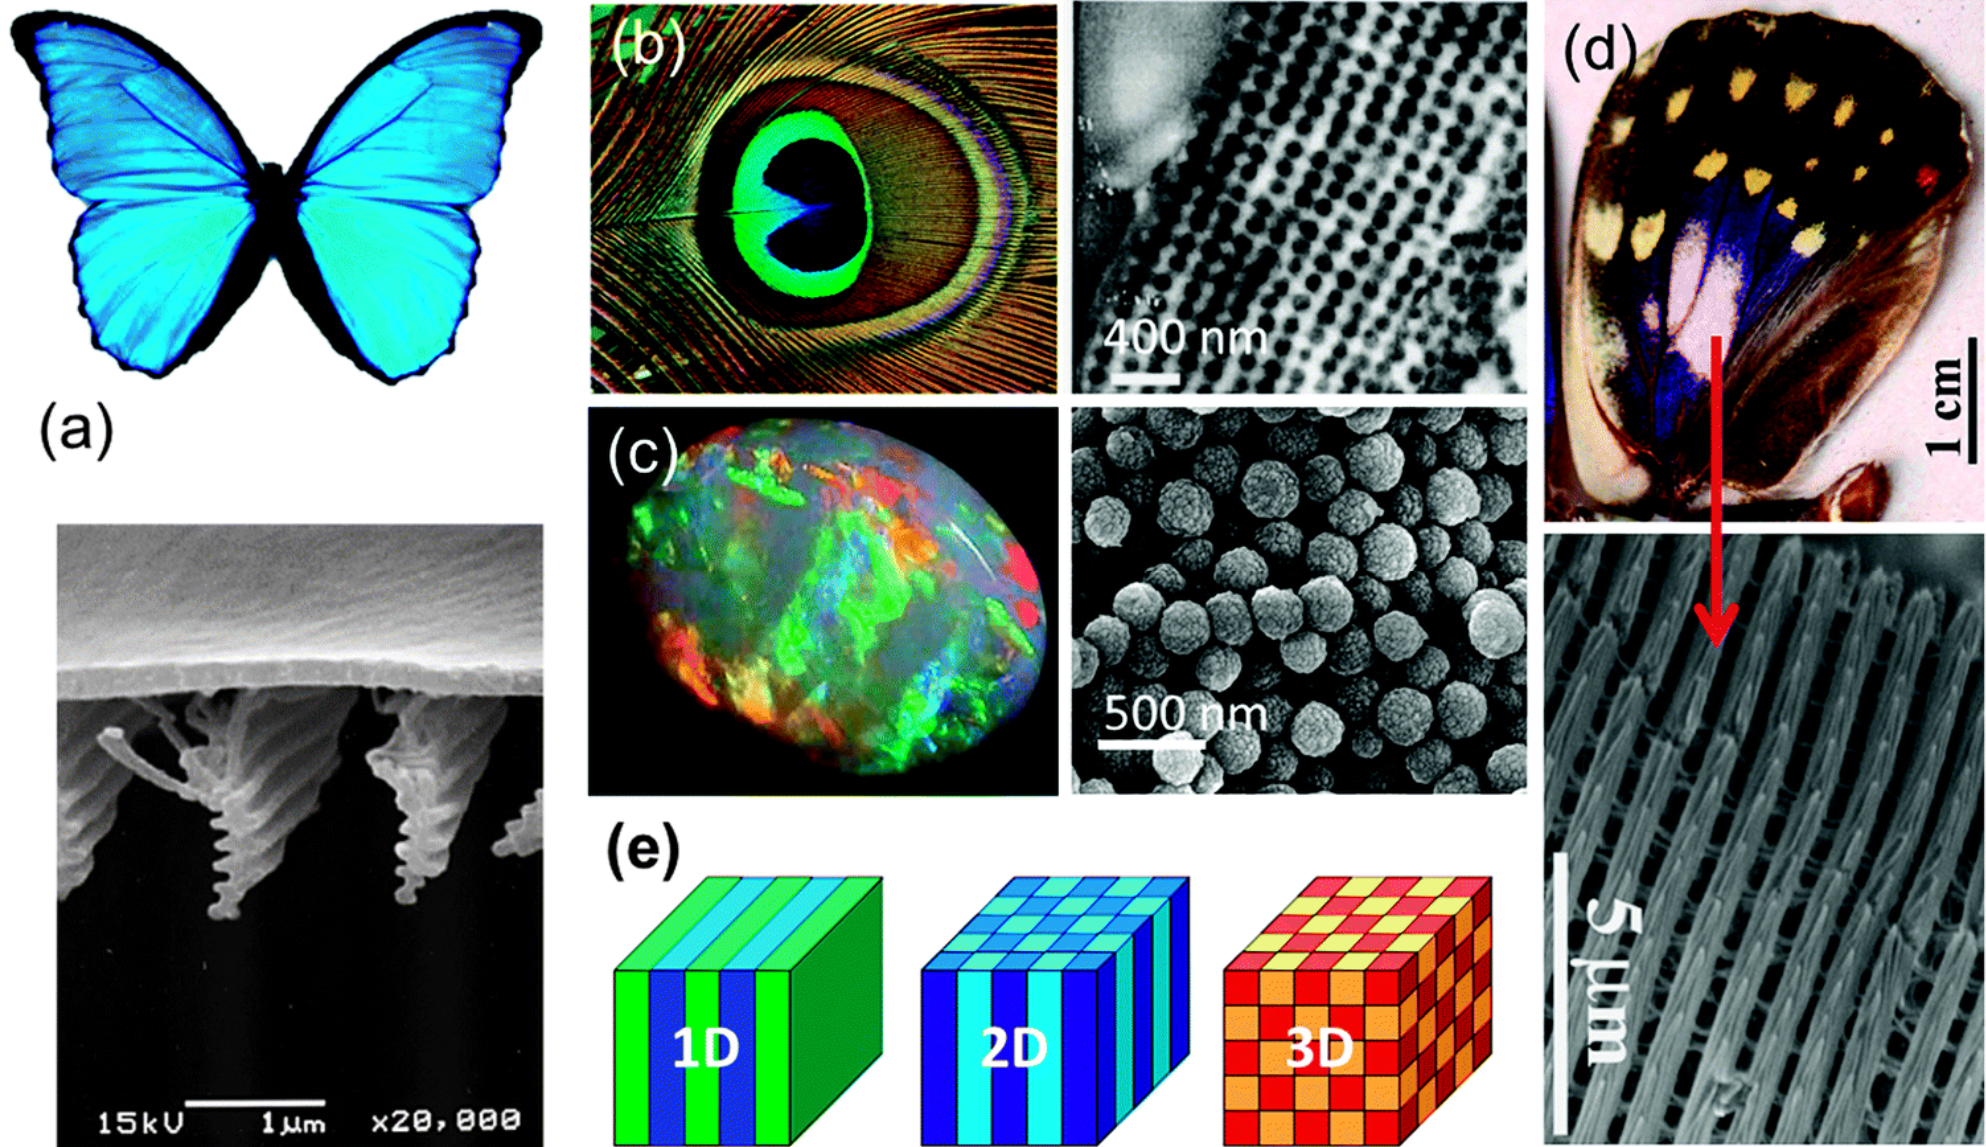 (a)
15kV 1μm x20,000
(b)
400 nm
(c)
500 nm
(d)
1 cm
5 μm
(e)
1D
2D
3D